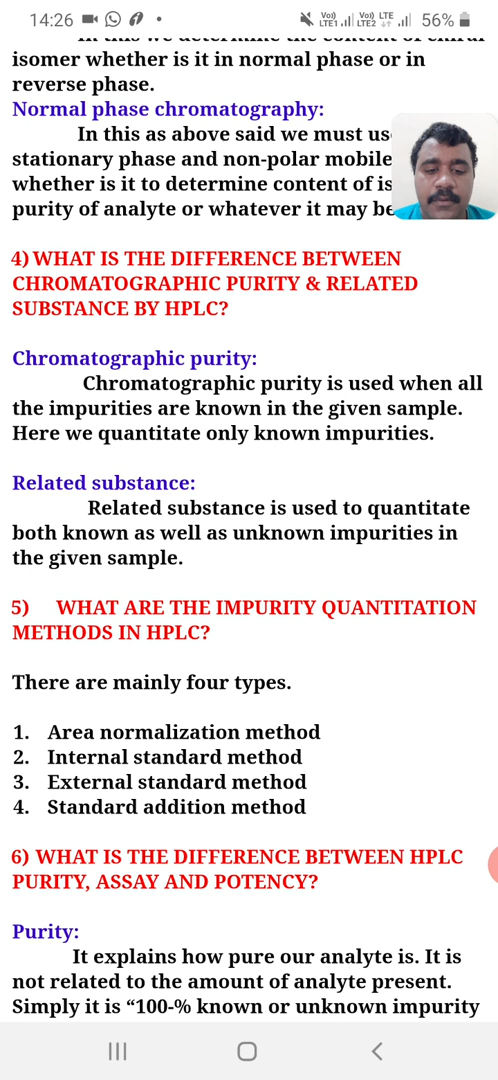 14:26 Vo) LTE1 Vo) LTE LTE2 56%
isomer whether is it in normal phase or in
reverse phase.
Normal phase chromatography:
In this as above said we must us
stationary phase and non-polar mobile
whether is it to determine content of is
purity of analyte or whatever it may be
4) WHAT IS THE DIFFERENCE BETWEEN
CHROMATOGRAPHIC PURITY & RELATED
SUBSTANCE BY HPLC?
Chromatographic purity:
Chromatographic purity is used when all
the impurities are known in the given sample.
Here we quantitate only known impurities.
Related substance:
Related substance is used to quantitate
both known as well as unknown impurities in
the given sample.
5) WHAT ARE THE IMPURITY QUANTITATION
METHODS IN HPLC?
There are mainly four types.
1. Area normalization method
2. Internal standard method
3. External standard method
4. Standard addition method
6) WHAT IS THE DIFFERENCE BETWEEN HPLC
PURITY, ASSAY AND POTENCY?
Purity:
It explains how pure our analyte is. It is
not related to the amount of analyte present.
Simply it is “100-% known or unknown impurity